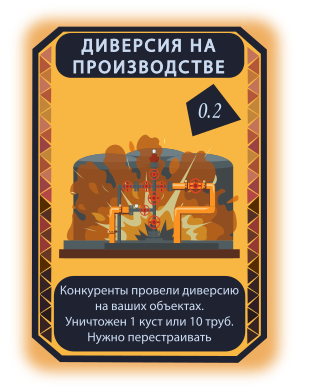 ДИВЕРСИЯ НА
ПРОИЗВОДСТВЕ
0.2
Конкуренты провели диверсию
на ваших объектах.
Уничтожен 1 куст или 10 труб.
Нужно перестраивать